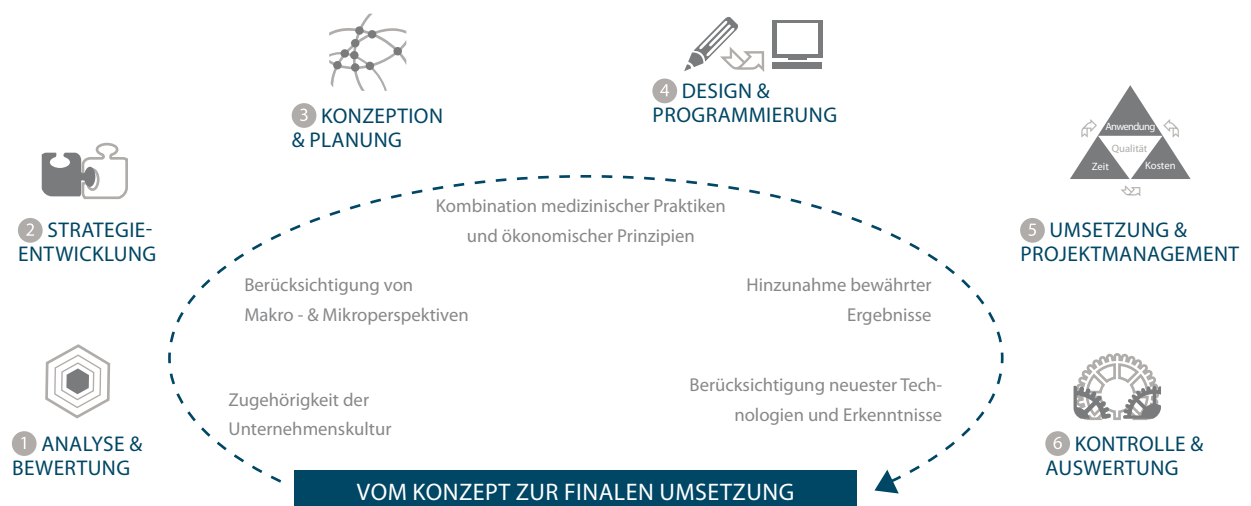 3 KONZEPTION
& PLANUNG
4 DESIGN &
PROGRAMMIERUNG
Anwendung
Qualität
Zeit
Kosten
2 STRATEGIE-
ENTWICKLUNG
5 UMSETZUNG &
PROJEKTMANAGEMENT
Kombination medizinischer Praktiken
und ökonomischer Prinzipien
Berücksichtigung von
Makro - & Mikroperspektiven
Hinzunahme bewährter
Ergebnisse
Zugehörigkeit der
Unternehmenskultur
Berücksichtigung neuester Tech-
nologien und Erkenntnisse
1 ANALYSE &
BEWERTUNG
6 KONTROLLE &
AUSWERTUNG
VOM KONZEPT ZUR FINALEN UMSETZUNG